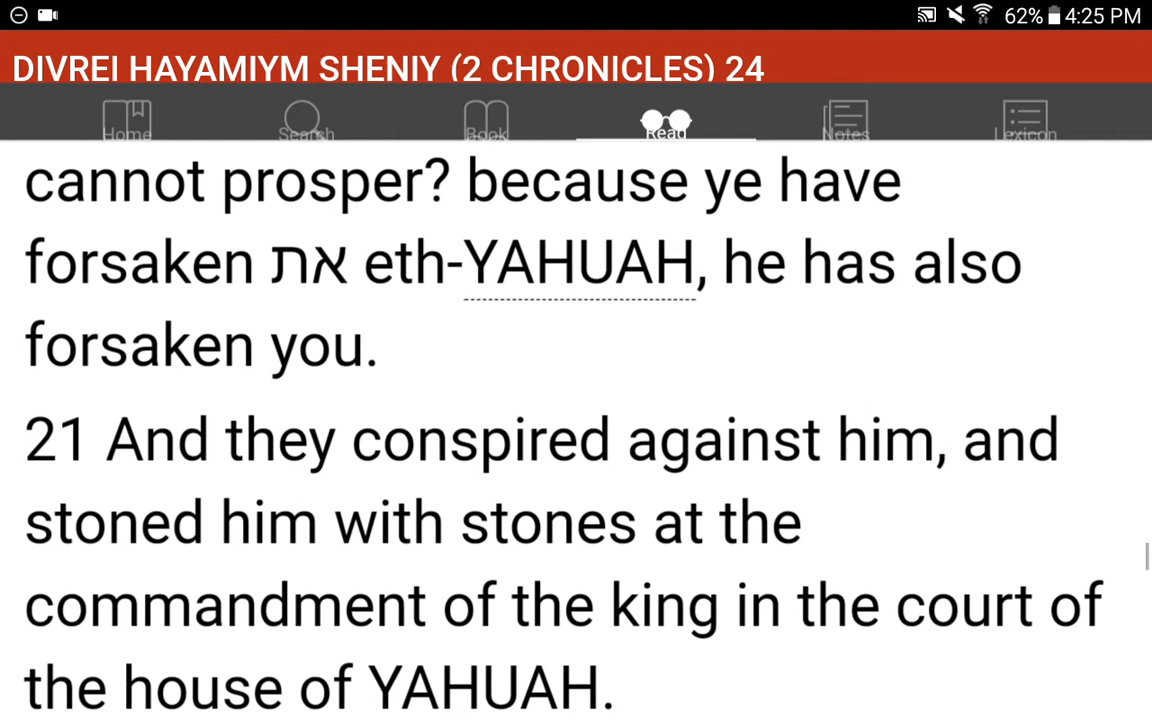 62% 4:25 PM
DIVREI HAYAMIYM SHENIY (2 CHRONICLES) 24
Home Search Book Read Notes Lexicon
cannot prosper? because ye have
forsaken את eth-YAHUAH, he has also
forsaken you.
21 And they conspired against him, and
stoned him with stones at the
commandment of the king in the court of
the house of YAHUAH.